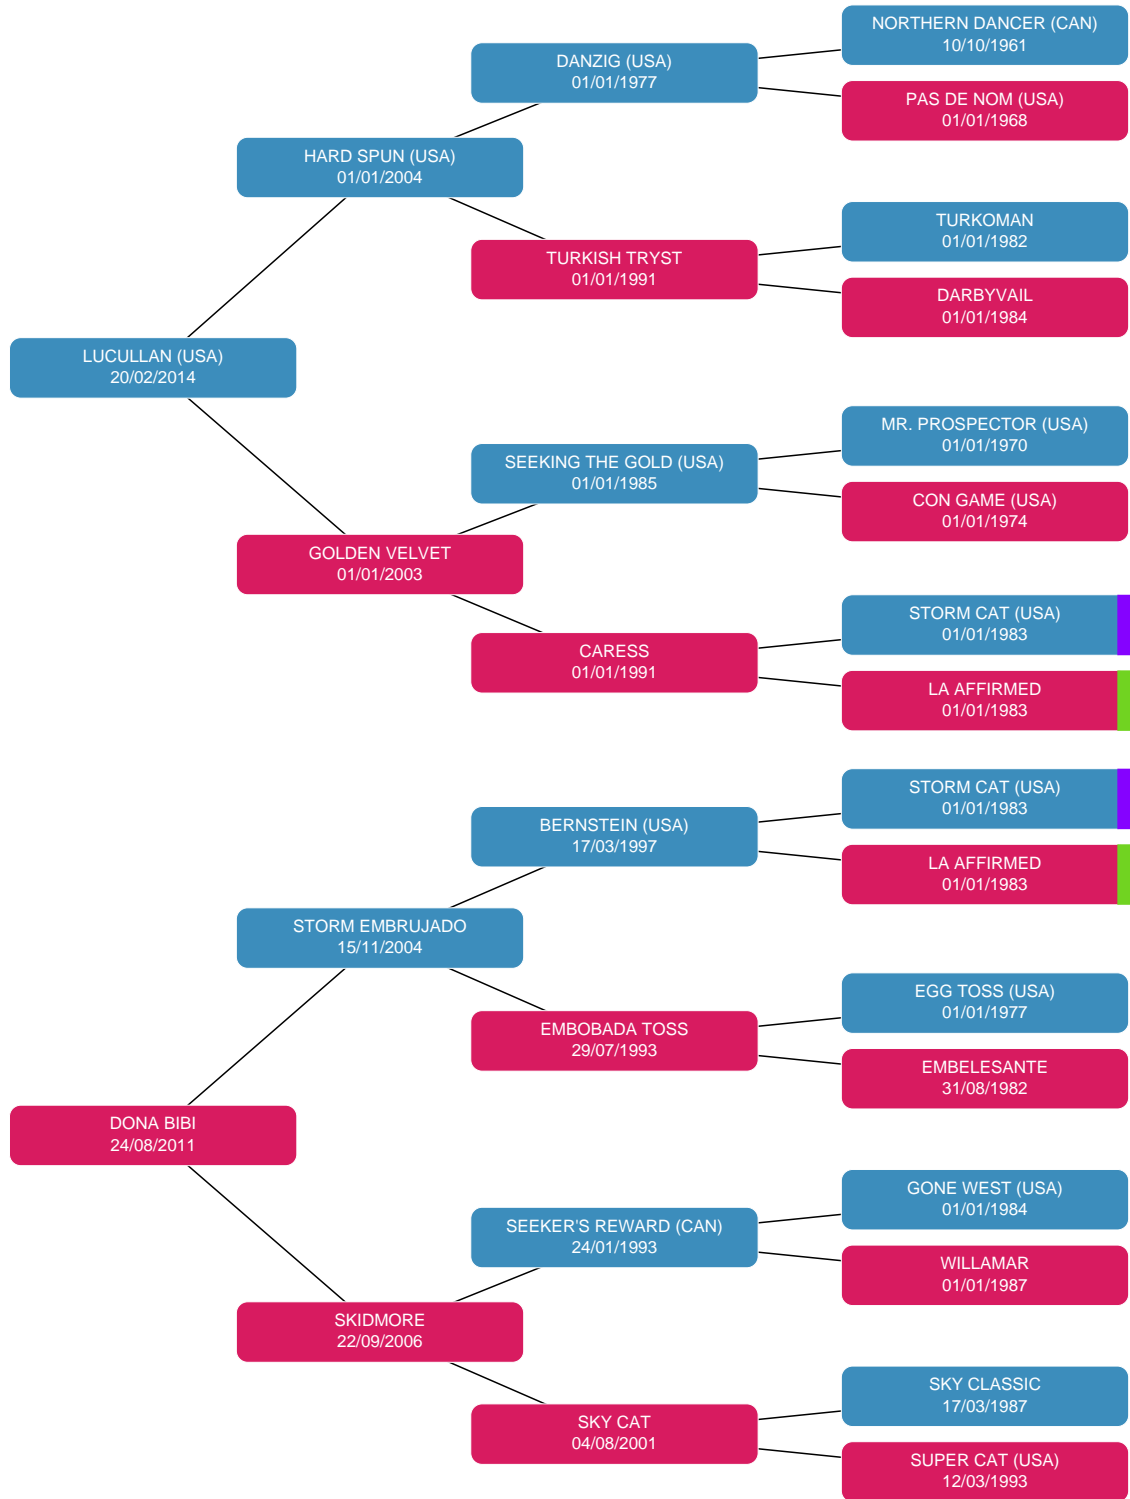 NORTHERN DANCER (CAN)
10/10/1961
DANZIG (USA)
01/01/1977
PAS DE NOM (USA)
01/01/1968
HARD SPUN (USA)
01/01/2004
TURKOMAN
01/01/1982
TURKISH TRYST
01/01/1991
DARBYVAIL
01/01/1984
LUCULLAN (USA)
20/02/2014
MR. PROSPECTOR (USA)
01/01/1970
SEEKING THE GOLD (USA)
01/01/1985
CON GAME (USA)
01/01/1974
GOLDEN VELVET
01/01/2003
STORM CAT (USA)
01/01/1983
CARESS
01/01/1991
LA AFFIRMED
01/01/1983
STORM CAT (USA)
01/01/1983
BERNSTEIN (USA)
17/03/1997
LA AFFIRMED
01/01/1983
STORM EMBRUJADO
15/11/2004
EGG TOSS (USA)
01/01/1977
EMBOBADA TOSS
29/07/1993
EMBELESANTE
31/08/1982
DONA BIBI
24/08/2011
GONE WEST (USA)
01/01/1984
SEEKER'S REWARD (CAN)
24/01/1993
WILLAMAR
01/01/1987
SKIDMORE
22/09/2006
SKY CLASSIC
17/03/1987
SKY CAT
04/08/2001
SUPER CAT (USA)
12/03/1993